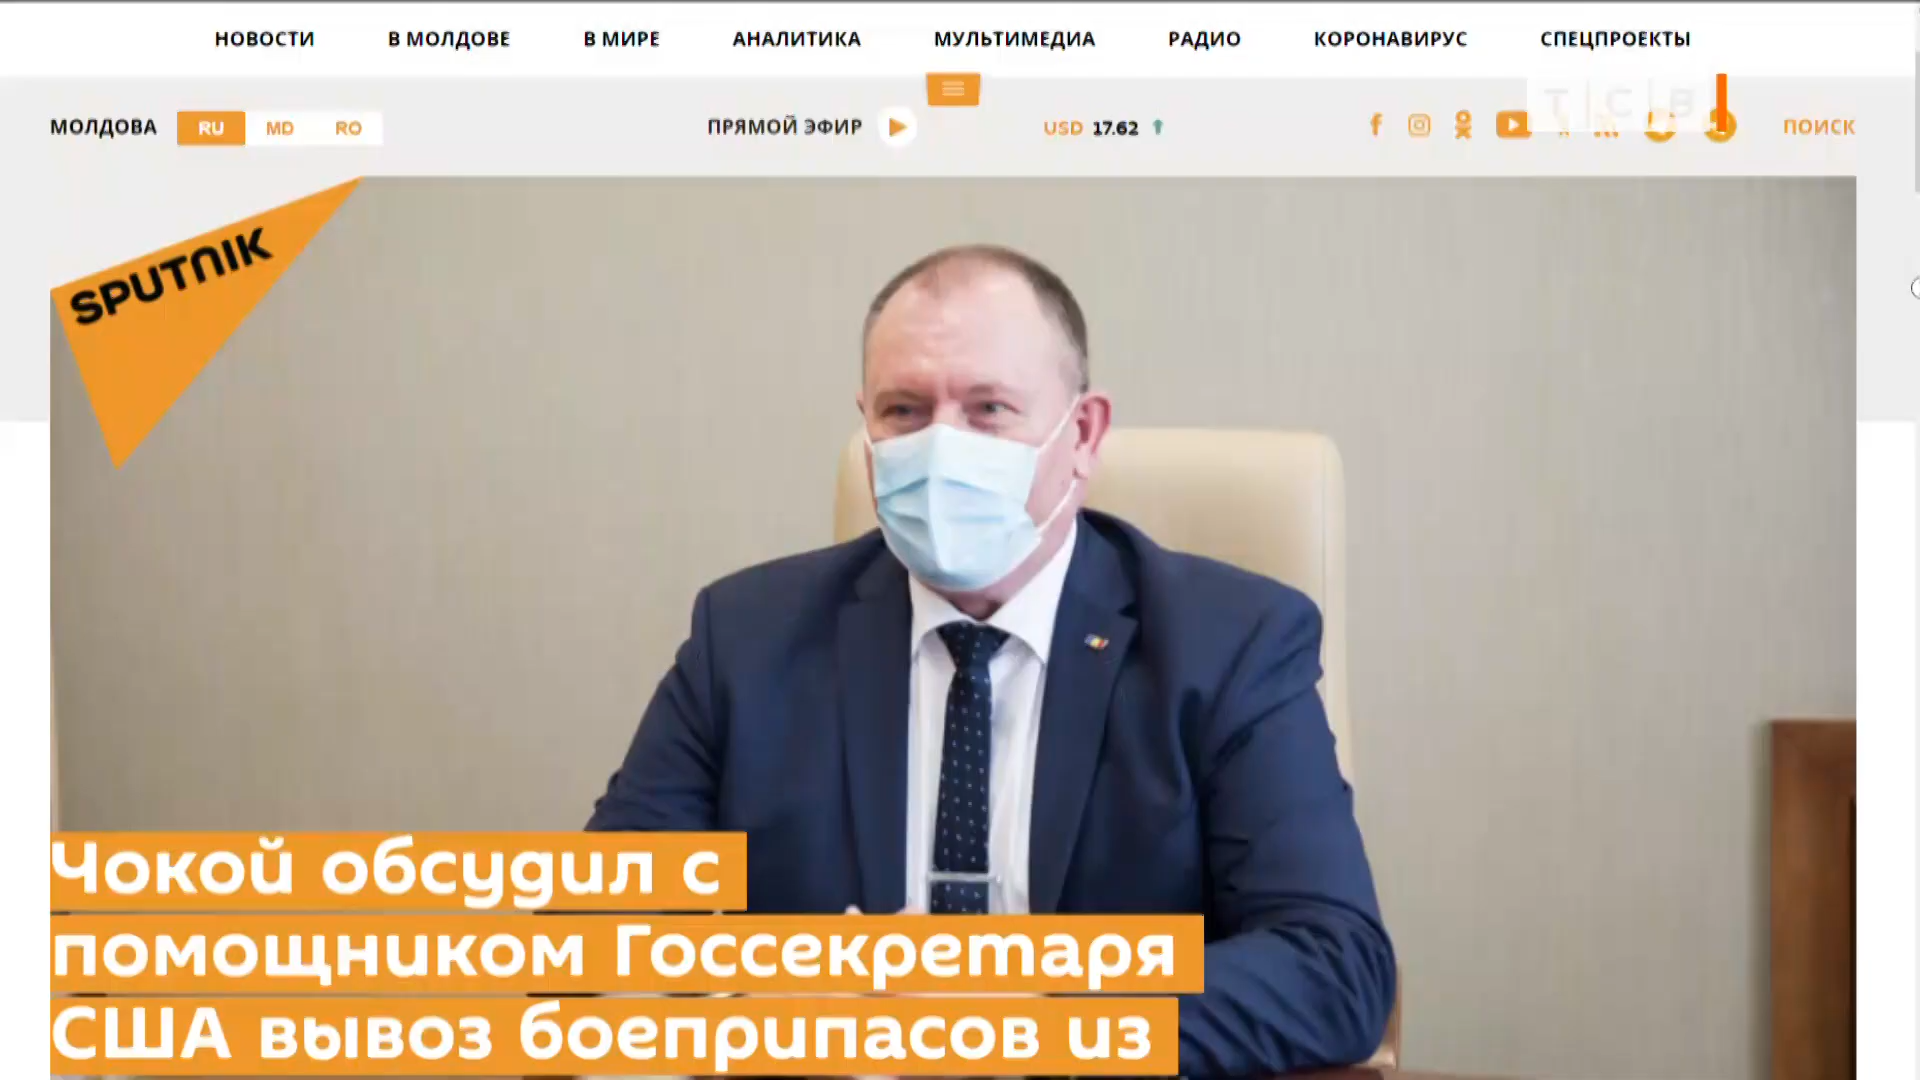 НОВОСТИ В МОЛДОВЕ В МИРЕ АНАЛИТИКА МУЛЬТИМЕДИА РАДИО КОРОНАВИРУС СПЕЦПРОЕКТЫ
МОЛДОВА RU MD RO ПРЯМОЙ ЭФИР USD 17.62 ТСВ ПОИСК
SPUTNIK
Чокой обсудил с
помощником Госсекретаря
США вывоз боеприпасов из